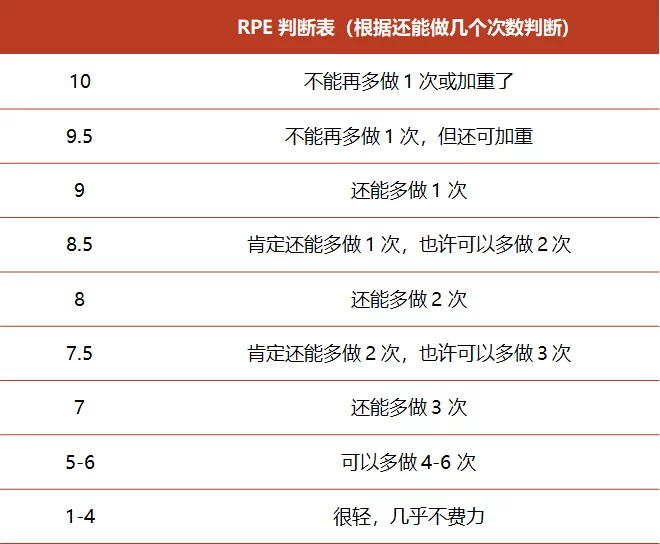 RPE 判断表（根据还能做几个次数判断）
10 不能再多做 1 次或加重了
9.5 不能再多做 1 次，但还可加重
9 还能多做 1 次
8.5 肯定还能多做 1 次，也许可以多做 2 次
8 还能多做 2 次
7.5 肯定还能多做 2 次，也许可以多做 3 次
7 还能多做 3 次
5-6 可以多做 4-6 次
1-4 很轻，几乎不费力